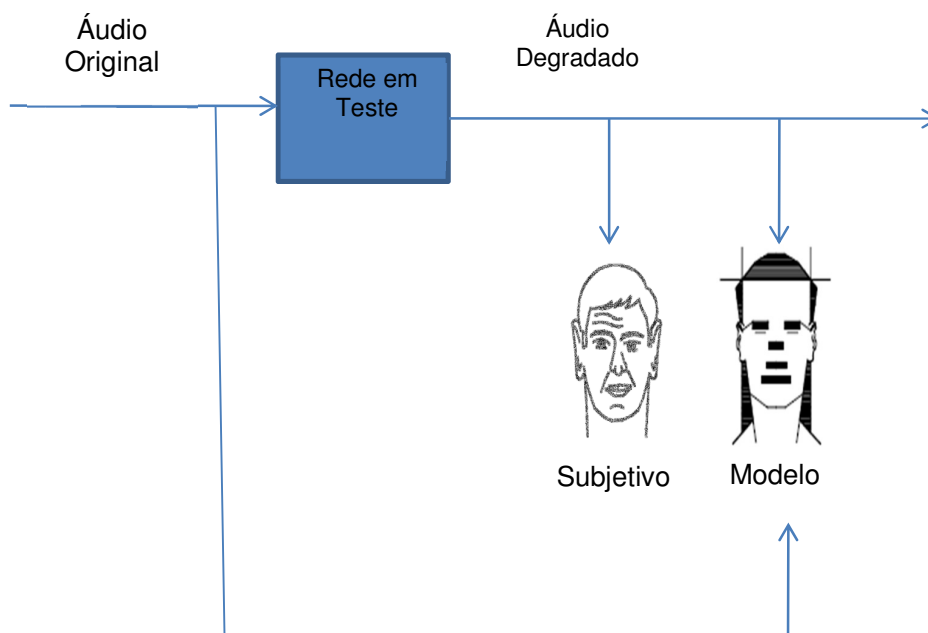 Áudio
Original
Rede em
Teste
Áudio
Degradado
Subjetivo
Modelo